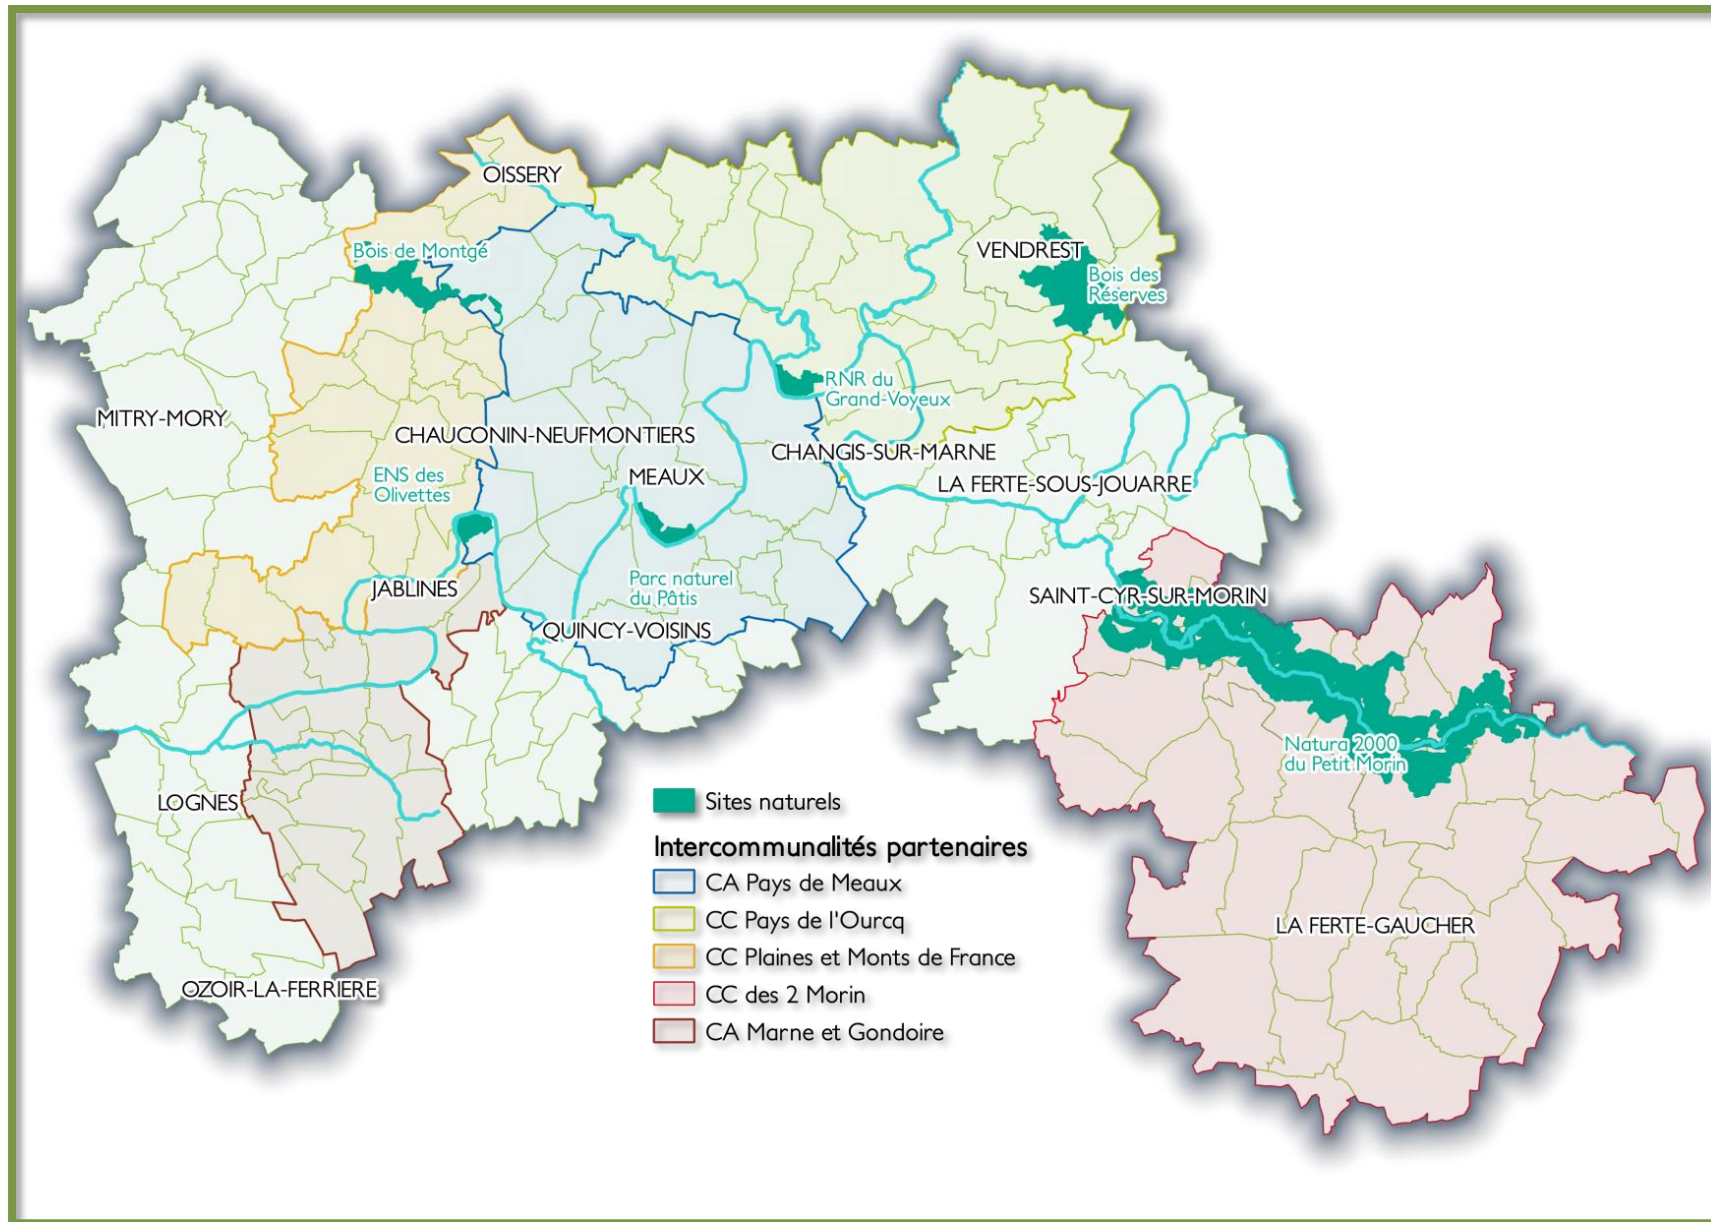 OISSERY
Bois de Montgé
VENDREST
Bois des
Réserves
MITRY-MORY
RNR du
Grand-Voyeux
CHAUCONIN-NEUFMONTIERS
CHANGIS-SUR-MARNE
ENS des
Olivettes
MEAUX
LA FERTE-SOUS-JOUARRE
JABLINES
Parc naturel
du Pâtis
SAINT-CYR-SUR-MORIN
QUINCY-VOISINS
Natura 2000
du Petit Morin
LOGNES
LA FERTE-GAUCHER
OZOIR-LA-FERRIERE
Sites naturels
Intercommunalités partenaires
CA Pays de Meaux
CC Pays de l'Ourcq
CC Plaines et Monts de France
CC des 2 Morin
CA Marne et Gondoire